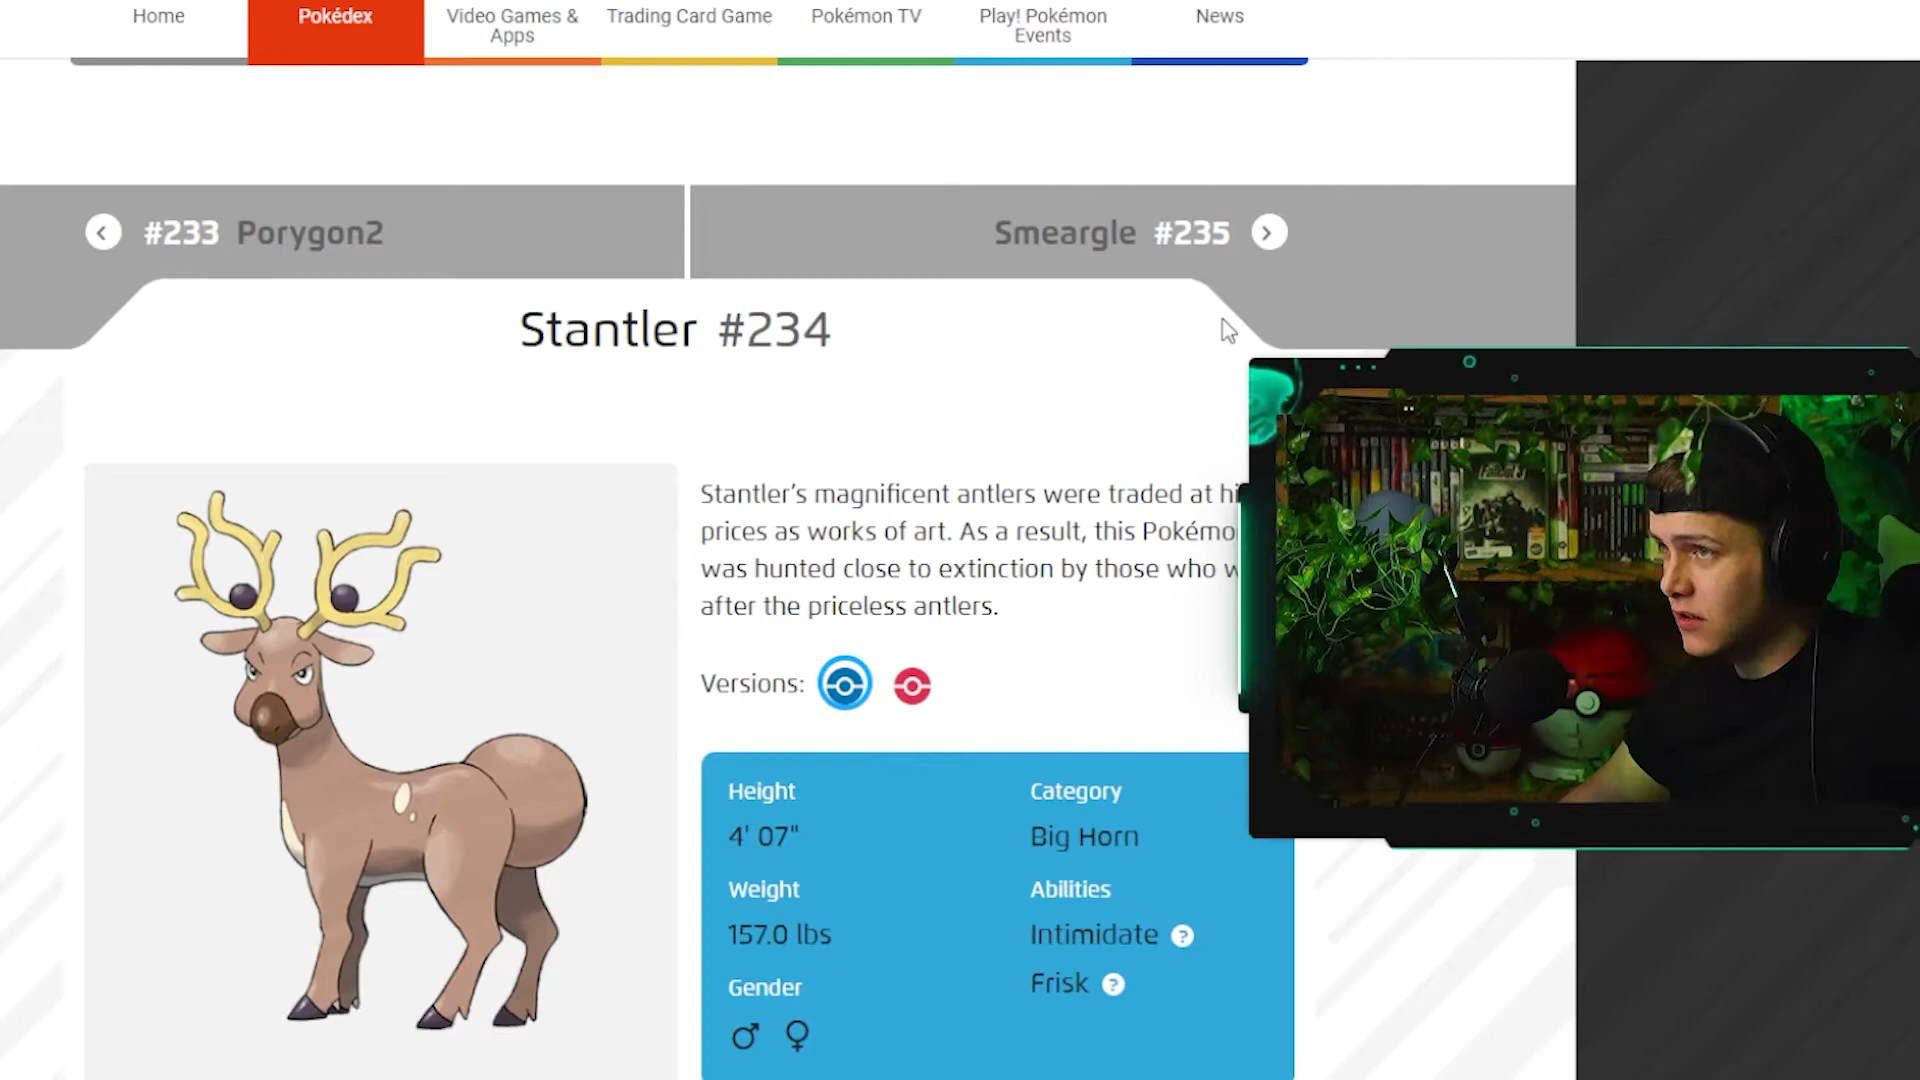 Home
Pokédex
Video Games &
Apps
Trading Card Game
Pokémon TV
Play! Pokémon
Events
News
#233 Porygon2
Smeargle #235
Stantler #234
Stantler's magnificent antlers were traded at hi
prices as works of art. As a result, this Pokémo
was hunted close to extinction by those who w
after the priceless antlers.
Versions:
Height
4' 07"
Weight
157.0 lbs
Gender
Category
Big Horn
Abilities
Intimidate ?
Frisk ?